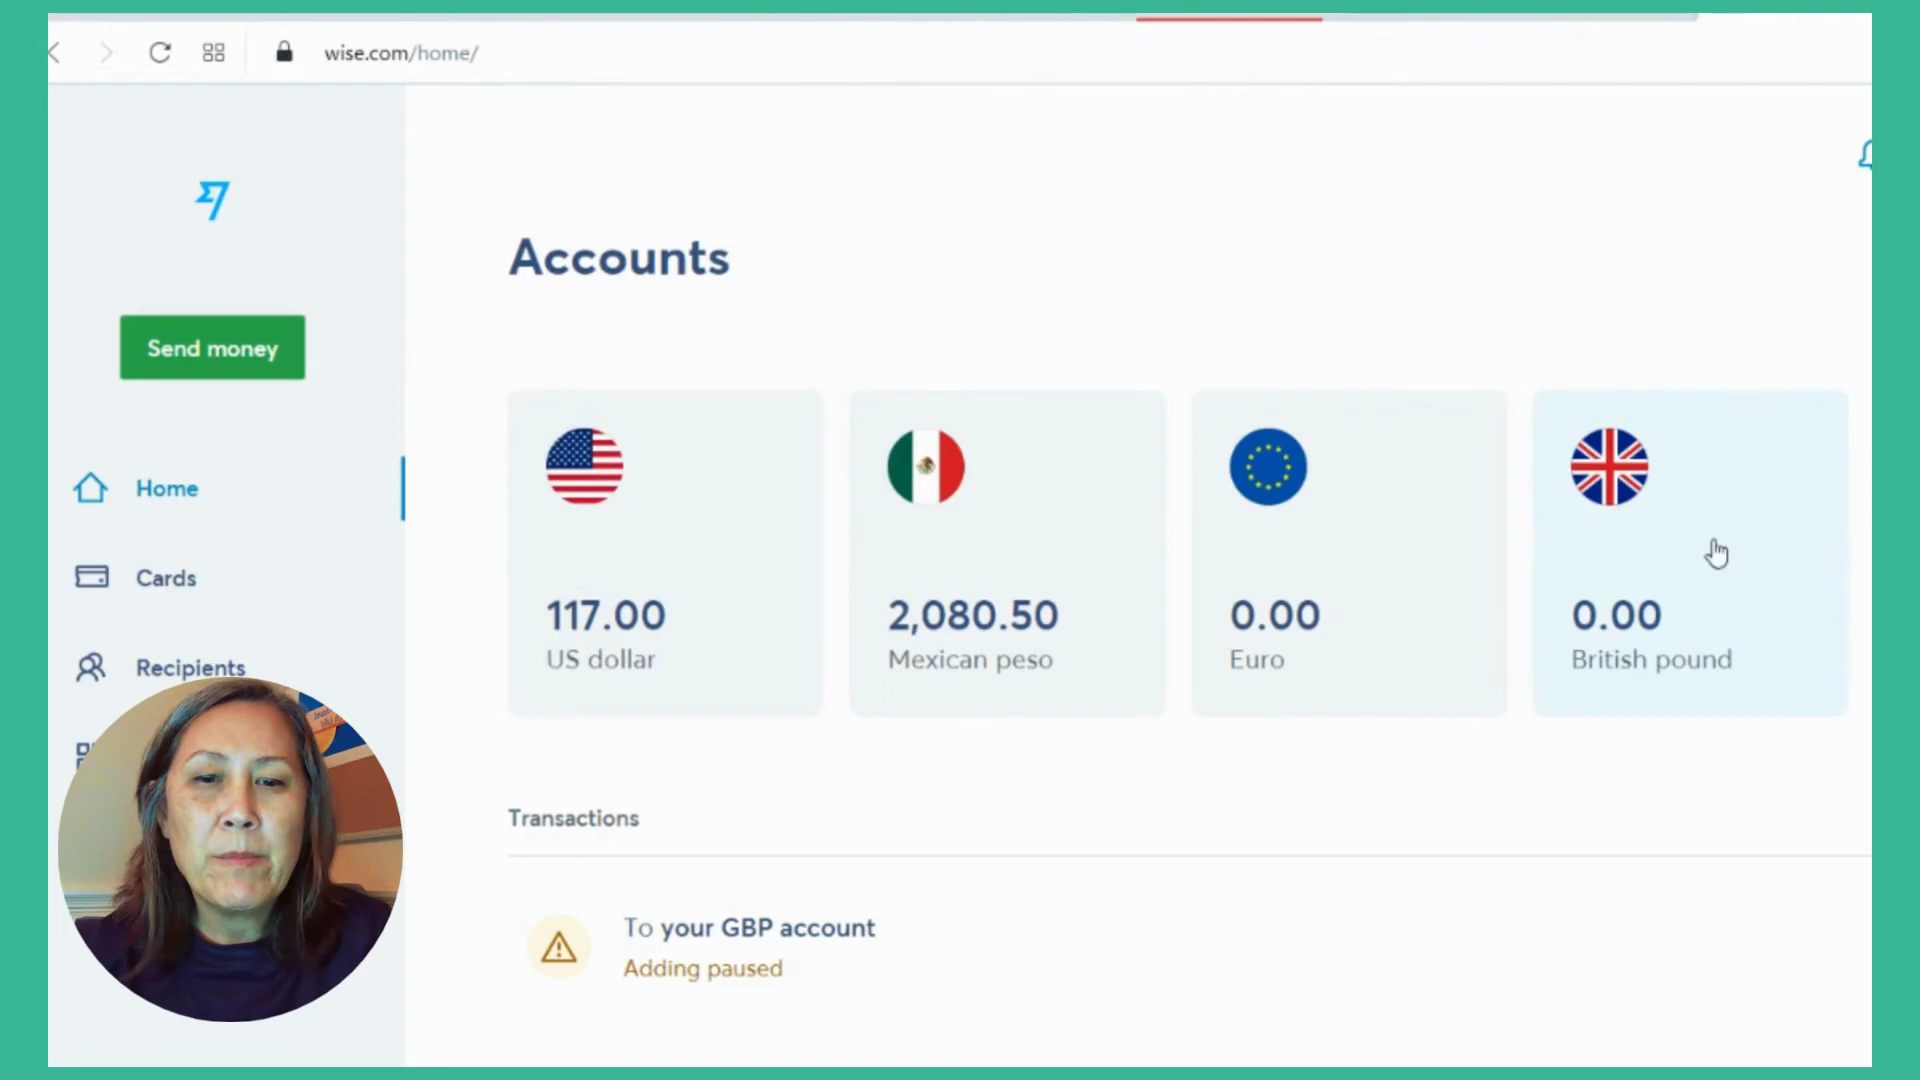 wise.com/home/
Accounts
Send money
Home
Cards
Recipients
117.00
US dollar
2,080.50
Mexican peso
0.00
Euro
0.00
British pound
Transactions
To your GBP account
Adding paused